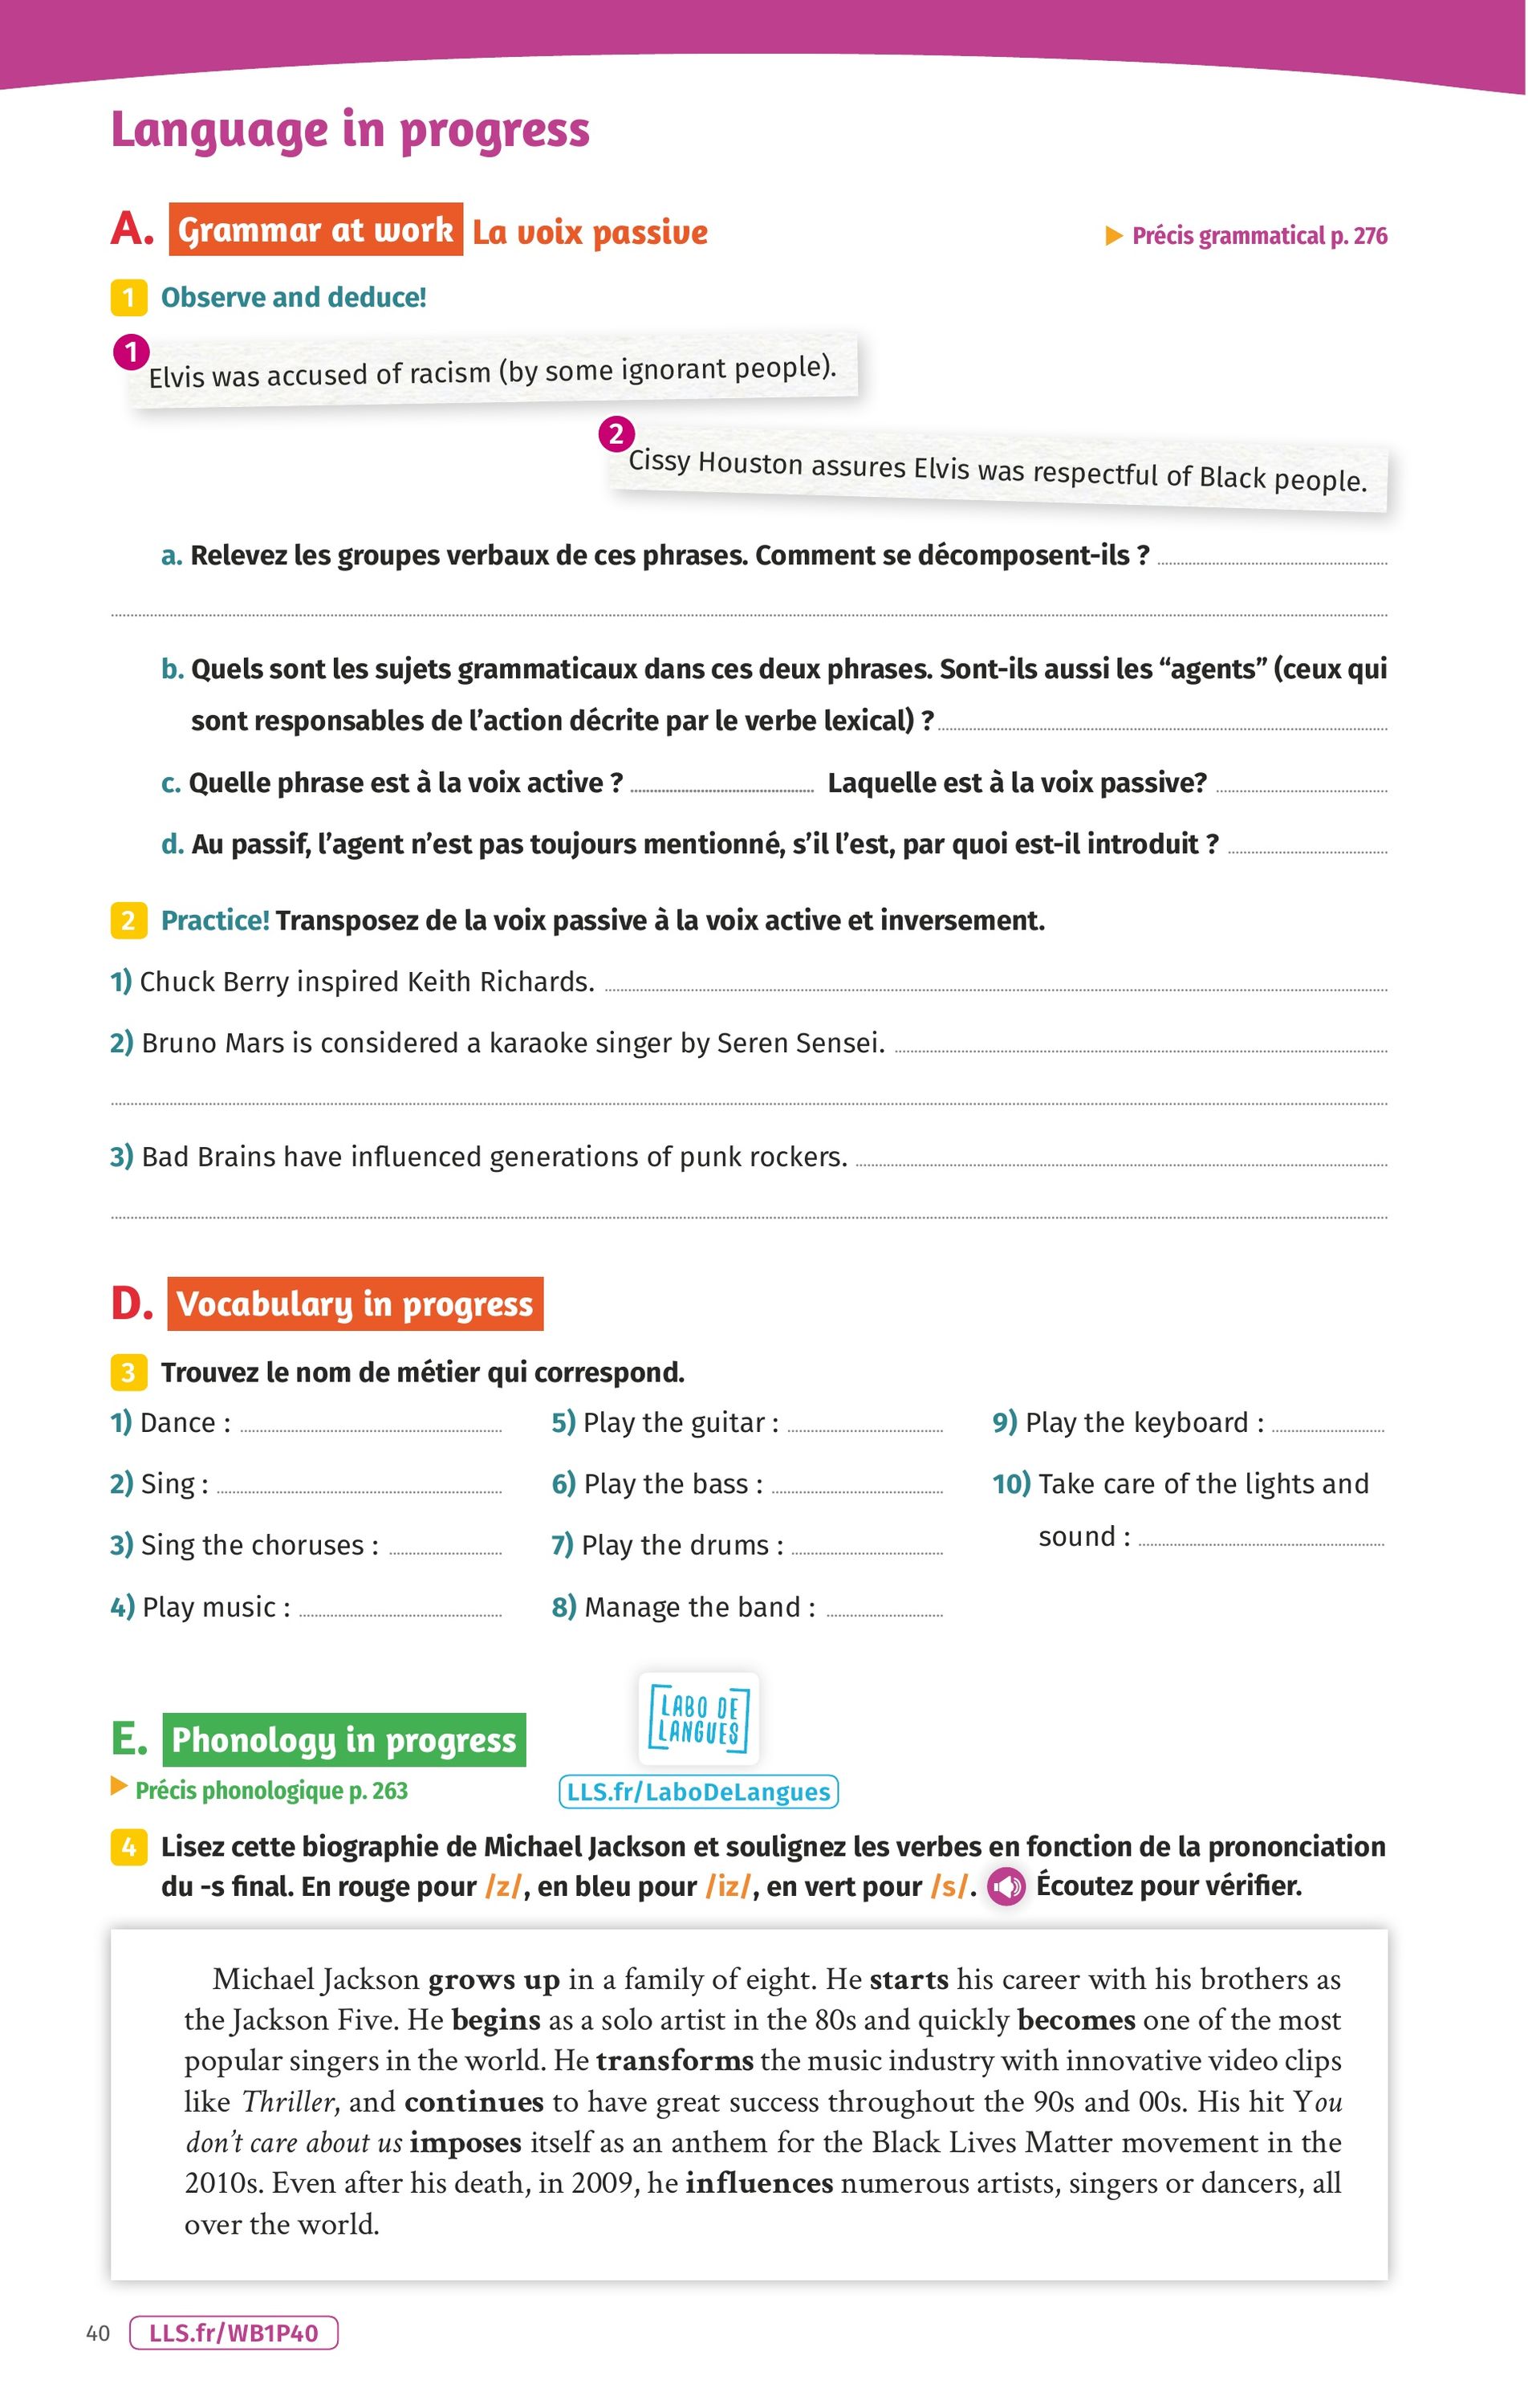 Language in progress
A. Grammar at work La voix passive
Précis grammatical p. 276
1 Observe and deduce!
1
Elvis was accused of racism (by some ignorant people).
2
Cissy Houston assures Elvis was respectful of Black people.
a. Relevez les groupes verbaux de ces phrases. Comment se décomposent-ils ?
b. Quels sont les sujets grammaticaux dans ces deux phrases. Sont-ils aussi les “agents” (ceux qui
sont responsables de l’action décrite par le verbe lexical) ?
c. Quelle phrase est à la voix active ? Laquelle est à la voix passive?
d. Au passif, l’agent n’est pas toujours mentionné, s’il l’est, par quoi est-il introduit ?
2 Practice! Transposez de la voix passive à la voix active et inversement.
1) Chuck Berry inspired Keith Richards.
2) Bruno Mars is considered a karaoke singer by Seren Sensei.
3) Bad Brains have influenced generations of punk rockers.
D. Vocabulary in progress
3 Trouvez le nom de métier qui correspond.
1) Dance :
2) Sing :
3) Sing the choruses :
4) Play music :
5) Play the guitar :
6) Play the bass :
7) Play the drums :
8) Manage the band :
9) Play the keyboard :
10) Take care of the lights and
sound :
E. Phonology in progress
Précis phonologique p. 263
LABO DE
LANGUES
LLS.fr/LaboDeLangues
4 Lisez cette biographie de Michael Jackson et soulignez les verbes en fonction de la prononciation
du -s final. En rouge pour /z/, en bleu pour /iz/, en vert pour /s/. Écoutez pour vérifier.
Michael Jackson grows up in a family of eight. He starts his career with his brothers as
the Jackson Five. He begins as a solo artist in the 80s and quickly becomes one of the most
popular singers in the world. He transforms the music industry with innovative video clips
like Thriller, and continues to have great success throughout the 90s and 00s. His hit You
don’t care about us imposes itself as an anthem for the Black Lives Matter movement in the
2010s. Even after his death, in 2009, he influences numerous artists, singers or dancers, all
over the world.
40 LLS.fr/WB1P40